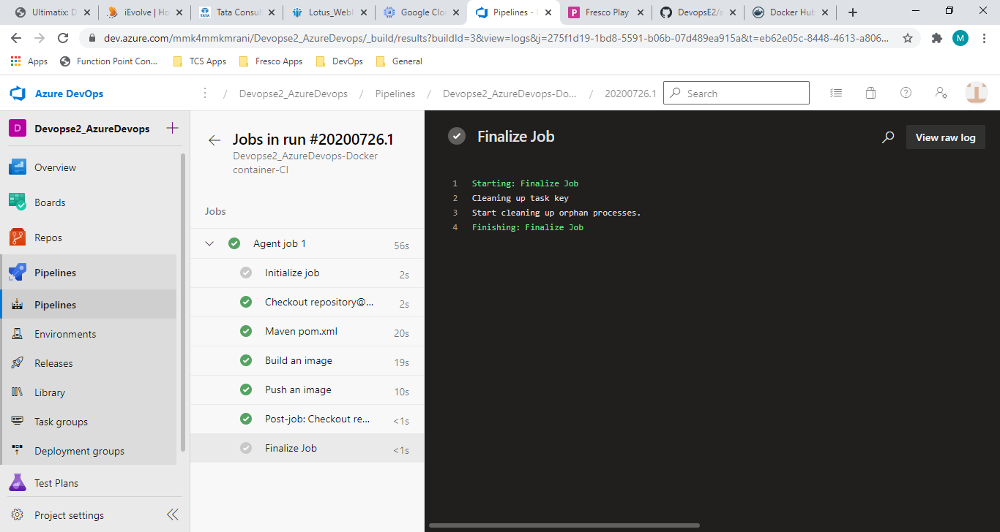 Ultimatix: D
iEvolve | Ho
Tata Consul
Lotus_Web
Google Clo
Pipelines - 
Fresco Play
DevopsE2/a
Docker Hub
dev.azure.com/mmk4mmkmrani/Devopse2_AzureDevops/_build/results?buildId=3&view=logs&j=275f1d19-1bd8-5591-b06b-07d489ea915a&t=eb62e05c-8448-4613-a806...
M
Apps
Function Point Con...
TCS Apps
Fresco Apps
DevOps
General
Azure DevOps
/ Devopse2_AzureDevops / Pipelines / Devopse2_AzureDevops-Do... / 20200726.1
Search
D
Devopse2_AzureDevops
Overview
Boards
Repos
Pipelines
Pipelines
Environments
Releases
Library
Task groups
Deployment groups
Test Plans
Project settings
Jobs in run #20200726.1
Devopse2_AzureDevops-Docker
container-CI
Jobs
Agent job 1 56s
Initialize job 2s
Checkout repository@... 2s
Maven pom.xml 20s
Build an image 19s
Push an image 10s
Post-job: Checkout re... <1s
Finalize Job <1s
Finalize Job
View raw log
1 Starting: Finalize Job
2 Cleaning up task key
3 Start cleaning up orphan processes.
4 Finishing: Finalize Job